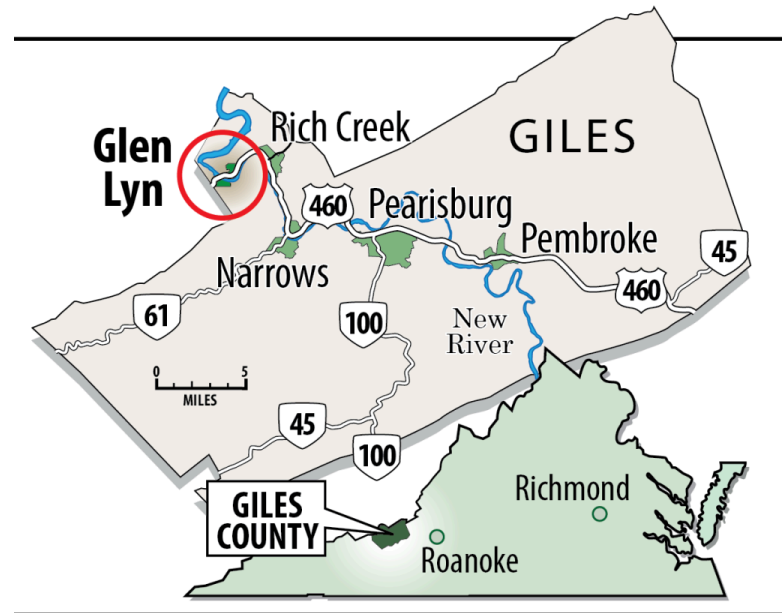 Glen
Lyn
Rich Creek
GILES
460
Pearisburg
Pembroke
45
Narrows
460
61
100
New
River
0
5
MILES
45
100
GILES
COUNTY
Richmond
Roanoke